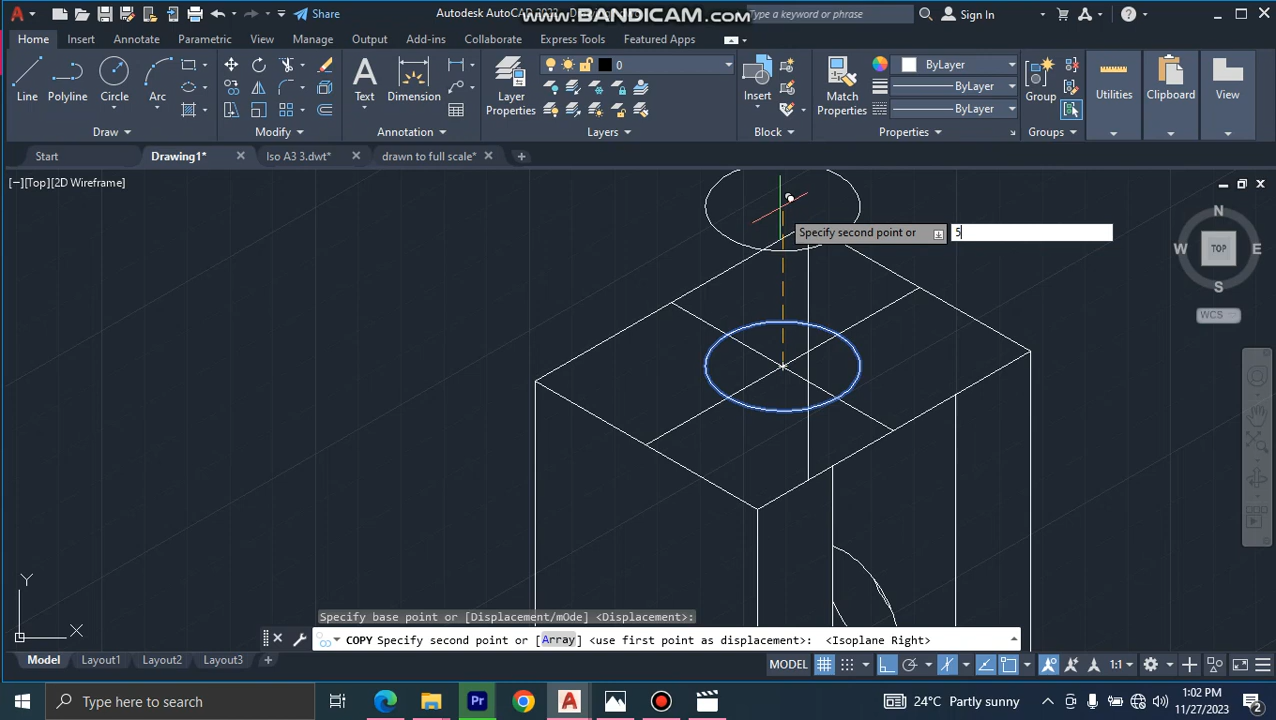 Share
Autodesk AutoCAD 2023
www.BANDICAM.com
Type a keyword or phrase
Sign In
Home
Insert
Annotate
Parametric
View
Manage
Output
Add-ins
Collaborate
Express Tools
Featured Apps
Line
Polyline
Circle
Arc
Text
Dimension
Layer
Properties
0
Insert
Match
Properties
ByLayer
ByLayer
ByLayer
Group
Utilities
Clipboard
View
Draw
Modify
Annotation
Layers
Block
Properties
Groups
Start
Drawing1*
Iso A3 3.dwt*
drawn to full scale*
[−][Top][2D Wireframe]
N
W
TOP
E
S
WCS
Specify second point or
5
Y
X
Specify base point or [Displacement/mOde] <Displacement>:
COPY Specify second point or [Array] <use first point as displacement>: <Isoplane Right>
Model
Layout1
Layout2
Layout3
MODEL
1:1
Type here to search
Pr
A
24°C Partly sunny
1:02 PM
11/27/2023
2